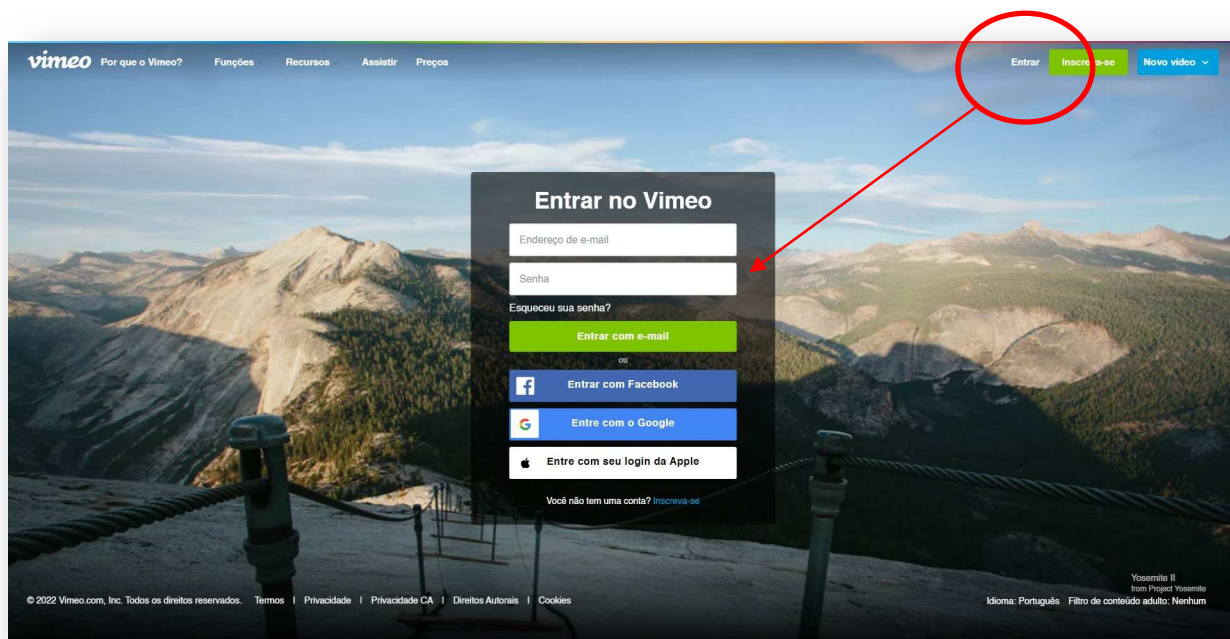 vimeo Por que o Vimeo? Funções Recursos Assistir Preços Entrar Inscreva-se Novo vídeo
Entrar no Vimeo
Endereço de e-mail
Senha
Esqueceu sua senha?
Entrar com e-mail
ou
Entrar com Facebook
Entre com o Google
Entre com seu login da Apple
Você não tem uma conta? Inscreva-se
Yosemite II
from Project Yosemite
© 2022 Vimeo.com, Inc. Todos os direitos reservados. Termos | Privacidade | Privacidade CA | Direitos Autorais | Cookies Idioma: Português Filtro de conteúdo adulto: Nenhum